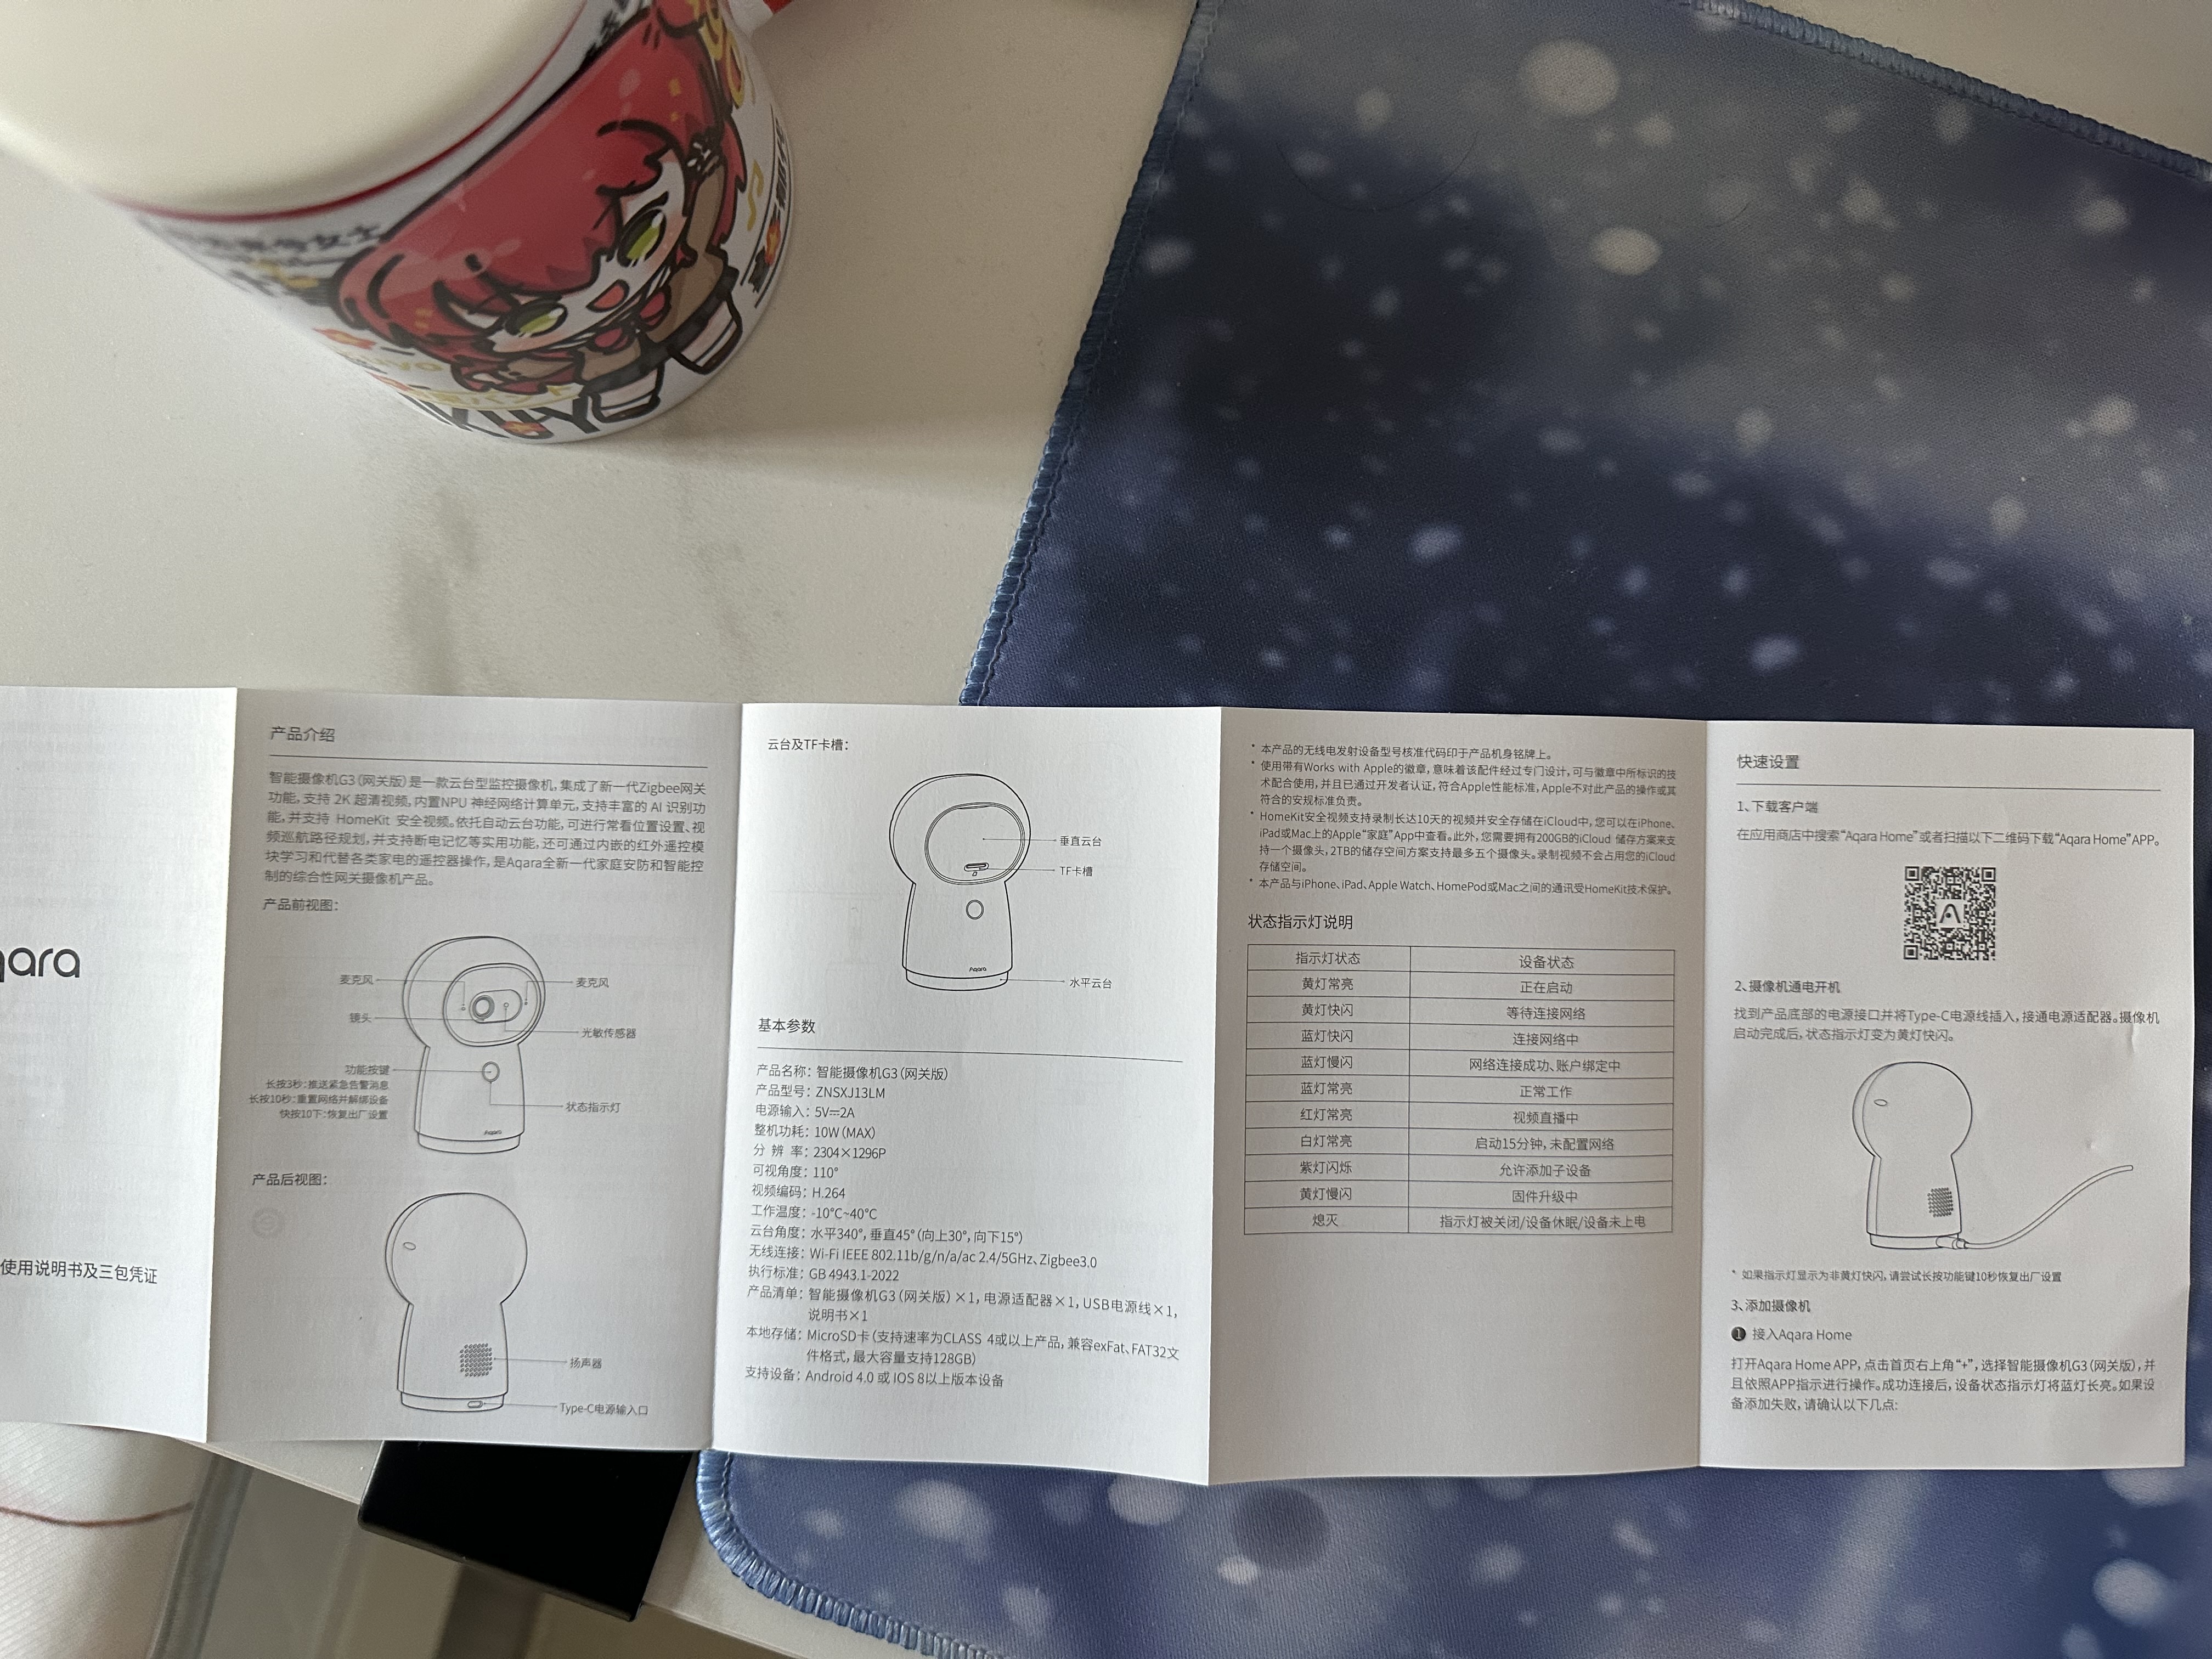 KUYO
qara
使用说明书及三包凭证
产品介绍
智能摄像机G3(网关版)是一款云台型监控摄像机,集成了新一代Zigbee网关
功能,支持 2K 超清视频,内置NPU 神经网络计算单元,支持丰富的 AI 识别功
能,并支持 HomeKit 安全视频。依托自动云台功能,可进行常看位置设置、视
频巡航路径规划,并支持断电记忆等实用功能,还可通过内嵌的红外遥控模
块学习和代替各类家电的遥控器操作,是Aqara全新一代家庭安防和智能控
制的综合性网关摄像机产品。
产品前视图:
麦克风
麦克风
镜头
光敏传感器
功能按键
长按3秒:推送紧急告警消息
长按10秒:重置网络并解绑设备
快按10下:恢复出厂设置
状态指示灯
Aqara
产品后视图:
扬声器
Type-C电源输入口
云台及TF卡槽:
垂直云台
TF卡槽
Aqara
水平云台
基本参数
产品名称:智能摄像机G3(网关版)
产品型号:ZNSXJ13LM
电源输入:5V⎓2A
整机功耗:10W(MAX)
分 辨 率:2304×1296P
可视角度:110°
视频编码:H.264
工作温度:-10°C~40°C
云台角度:水平340°,垂直45°(向上30°,向下15°)
无线连接:Wi-Fi IEEE 802.11b/g/n/a/ac 2.4/5GHz、Zigbee3.0
执行标准:GB 4943.1-2022
产品清单:智能摄像机G3(网关版)×1,电源适配器×1,USB电源线×1,
说明书×1
本地存储:MicroSD卡(支持速率为CLASS 4或以上产品,兼容exFat、FAT32文
件格式,最大容量支持128GB)
支持设备:Android 4.0 或 IOS 8以上版本设备
* 本产品的无线电发射设备型号核准代码印于产品机身铭牌上。
* 使用带有Works with Apple的徽章,意味着该配件经过专门设计,可与徽章中所标识的技
术配合使用,并且已通过开发者认证,符合Apple性能标准,Apple不对此产品的操作或其
符合的安规标准负责。
* HomeKit安全视频支持录制长达10天的视频并安全存储在iCloud中,您可以在iPhone、
iPad或Mac上的Apple“家庭”App中查看。此外,您需要拥有200GB的iCloud 储存方案来支
持一个摄像头,2TB的储存空间方案支持最多五个摄像头。录制视频不会占用您的iCloud
存储空间。
* 本产品与iPhone、iPad、Apple Watch、HomePod或Mac之间的通讯受HomeKit技术保护。
状态指示灯说明
指示灯状态 设备状态
黄灯常亮 正在启动
黄灯快闪 等待连接网络
蓝灯快闪 连接网络中
蓝灯慢闪 网络连接成功、账户绑定中
蓝灯常亮 正常工作
红灯常亮 视频直播中
白灯常亮 启动15分钟,未配置网络
紫灯闪烁 允许添加子设备
黄灯慢闪 固件升级中
熄灭 指示灯被关闭/设备休眠/设备未上电
快速设置
1、下载客户端
在应用商店中搜索“Aqara Home”或者扫描以下二维码下载“Aqara Home”APP。
2、摄像机通电开机
找到产品底部的电源接口并将Type-C电源线插入,接通电源适配器。摄像机
启动完成后,状态指示灯变为黄灯快闪。
* 如果指示灯显示为非黄灯快闪,请尝试长按功能键10秒恢复出厂设置
3、添加摄像机
1 接入Aqara Home
打开Aqara Home APP,点击首页右上角“+”,选择智能摄像机G3(网关版),并
且依照APP指示进行操作。成功连接后,设备状态指示灯将蓝灯长亮。如果设
备添加失败,请确认以下几点: